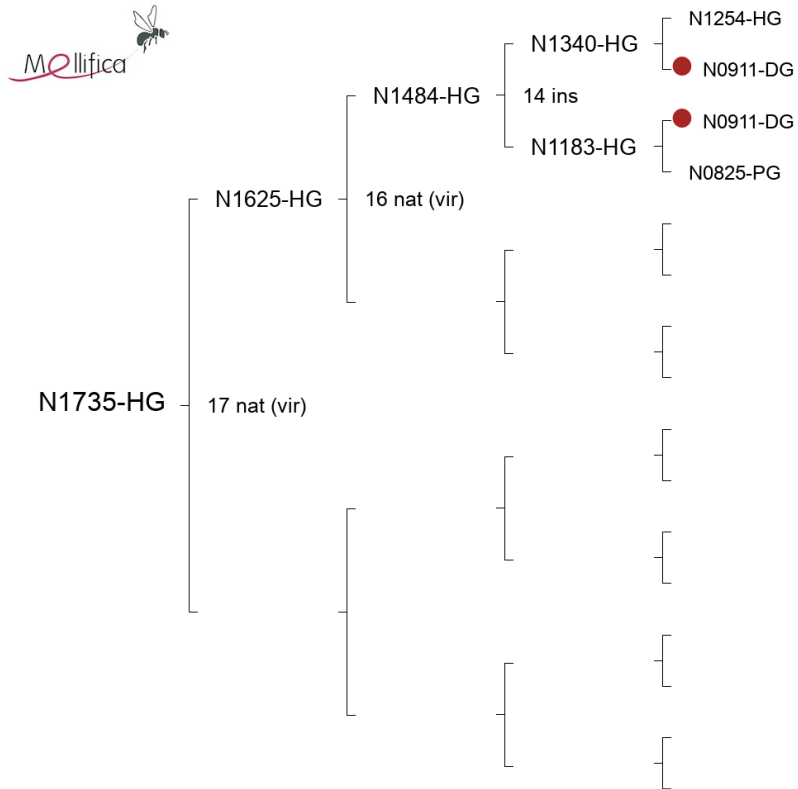 Mellifica
N1254-HG
N1340-HG
N0911-DG
N1484-HG
14 ins
N0911-DG
N1183-HG
N0825-PG
N1625-HG
16 nat (vir)
N1735-HG
17 nat (vir)